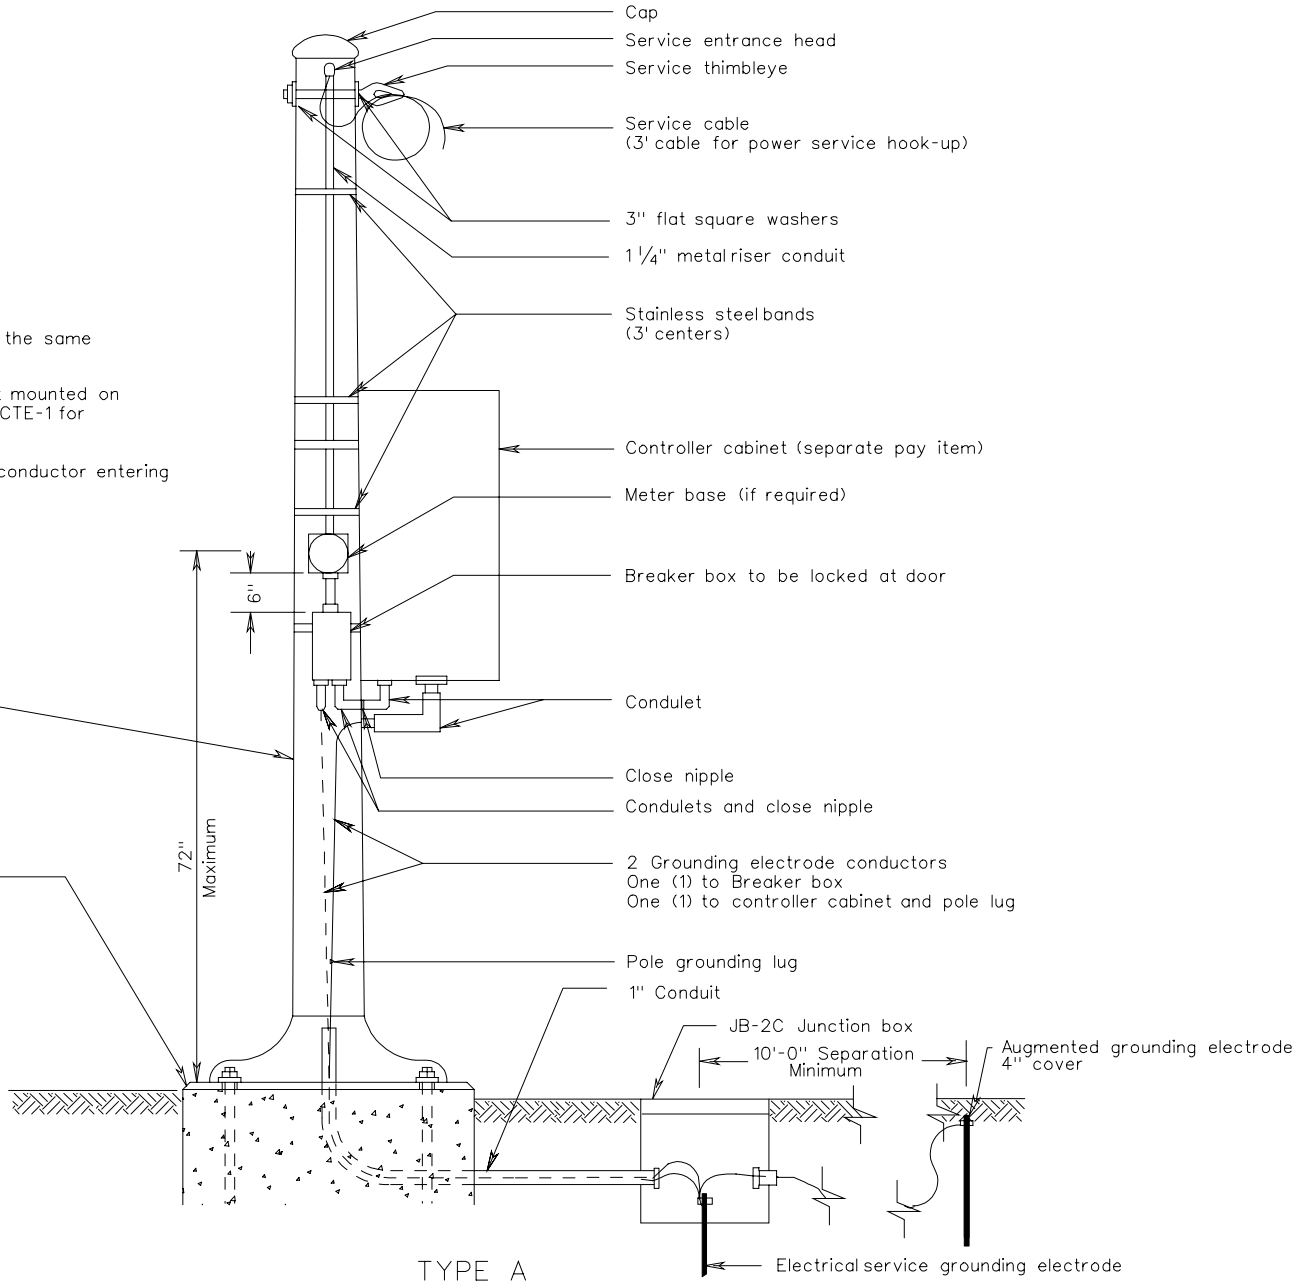 Cap
Service entrance head
Service thimbleye
Service cable
(3' cable for power service hook-up)
3" flat square washers
1 1/4" metal riser conduit
Stainless steel bands
(3' centers)
the same
mounted on
CTE-1 for
conductor entering
Controller cabinet (separate pay item)
Meter base (if required)
Breaker box to be locked at door
6"
Condulet
Close nipple
Condulets and close nipple
72"
Maximum
2 Grounding electrode conductors
One (1) to Breaker box
One (1) to controller cabinet and pole lug
Pole grounding lug
1" Conduit
JB-2C Junction box
10'-0" Separation
Minimum
Augmented grounding electrode
4" cover
Electrical service grounding electrode
TYPE A